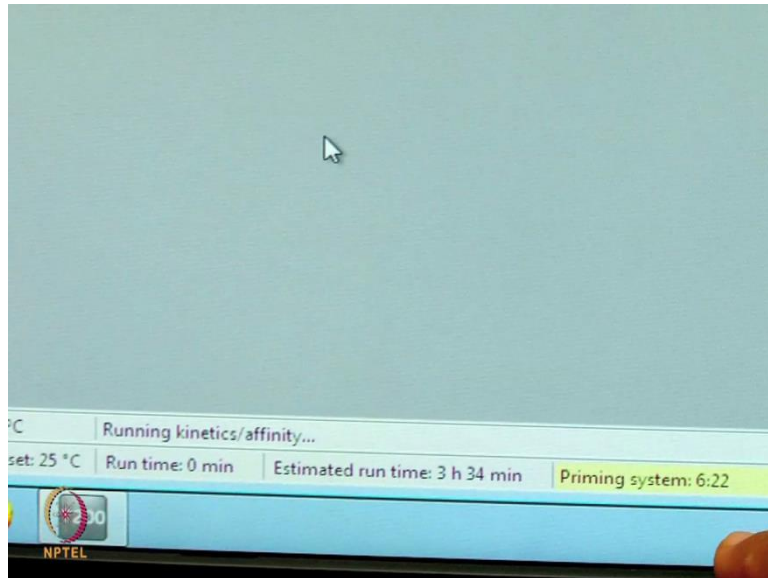 °C Running kinetics/affinity...
set: 25 °C Run time: 0 min Estimated run time: 3 h 34 min Priming system: 6:22
NPTEL